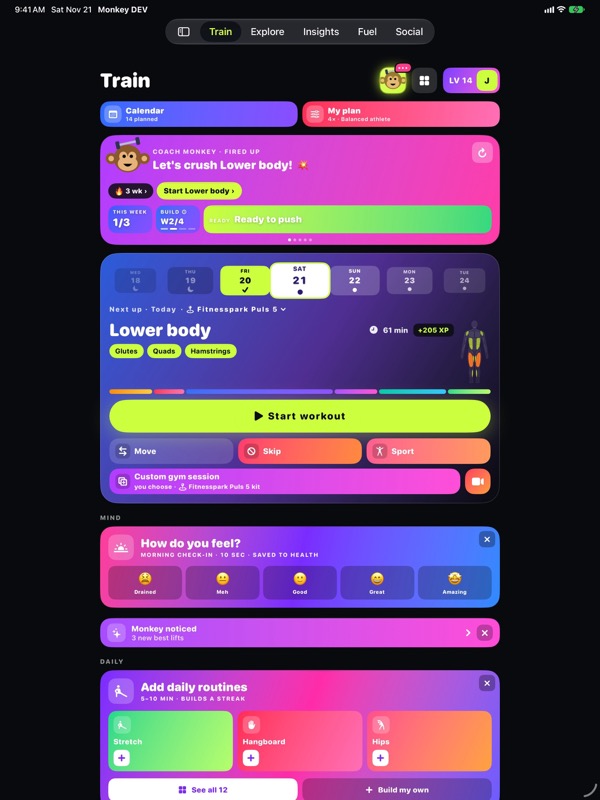 9:41 AM Sat Nov 21 Monkey DEV
Train Explore Insights Fuel Social
Train
LV 14 J
Calendar
14 planned
My plan
4× · Balanced athlete
COACH MONKEY · FIRED UP
Let's crush Lower body!
🔥 3 wk ›
Start Lower body ›
THIS WEEK
1/3
BUILD
W2/4
READY Ready to push
WED
18
THU
19
FRI
20
SAT
21
SUN
22
MON
23
TUE
24
Next up · Today · Fitnesspark Puls 5
Lower body
61 min
+205 XP
Glutes
Quads
Hamstrings
Start workout
Move
Skip
Sport
Custom gym session
you choose · Fitnesspark Puls 5 kit
MIND
How do you feel?
MORNING CHECK-IN · 10 SEC · SAVED TO HEALTH
Drained
Meh
Good
Great
Amazing
Monkey noticed
3 new best lifts
DAILY
Add daily routines
5–10 MIN · BUILDS A STREAK
Stretch
Hangboard
Hips
See all 12
Build my own